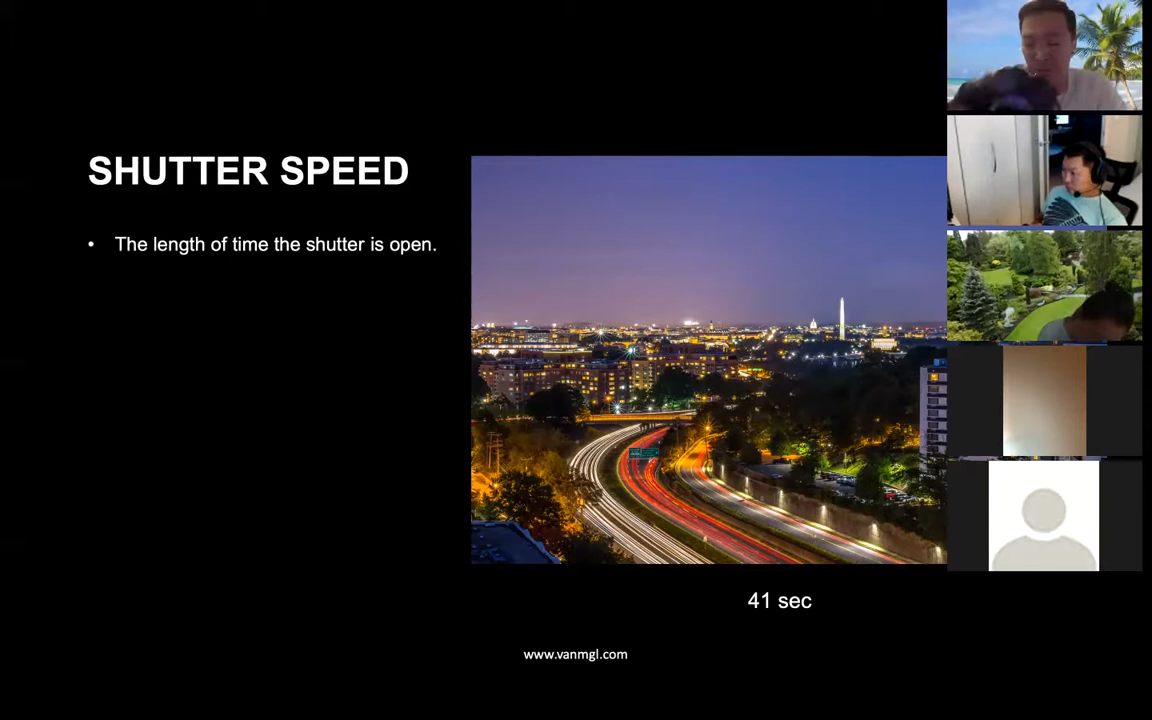 SHUTTER SPEED
• The length of time the shutter is open.
41 sec
www.vanmgl.com